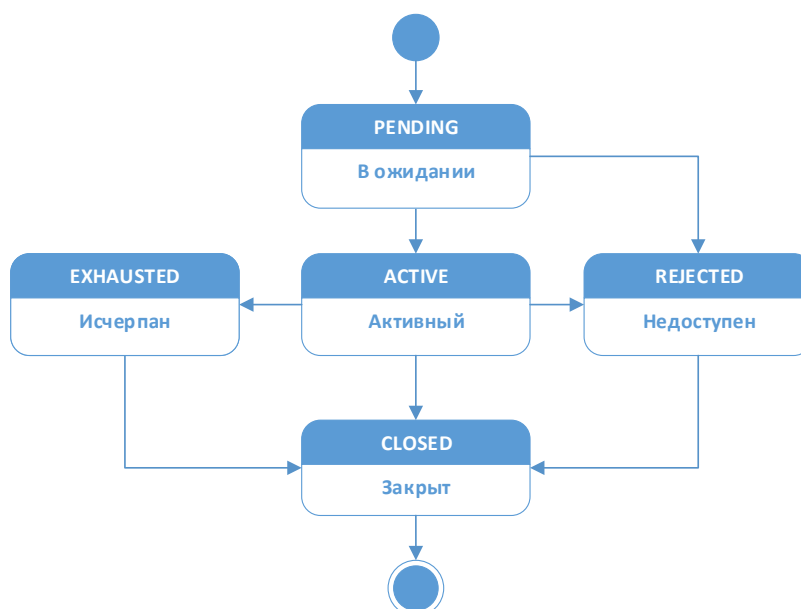 PENDING
В ожидании
EXHAUSTED
Исчерпан
ACTIVE
Активный
REJECTED
Недоступен
CLOSED
Закрыт